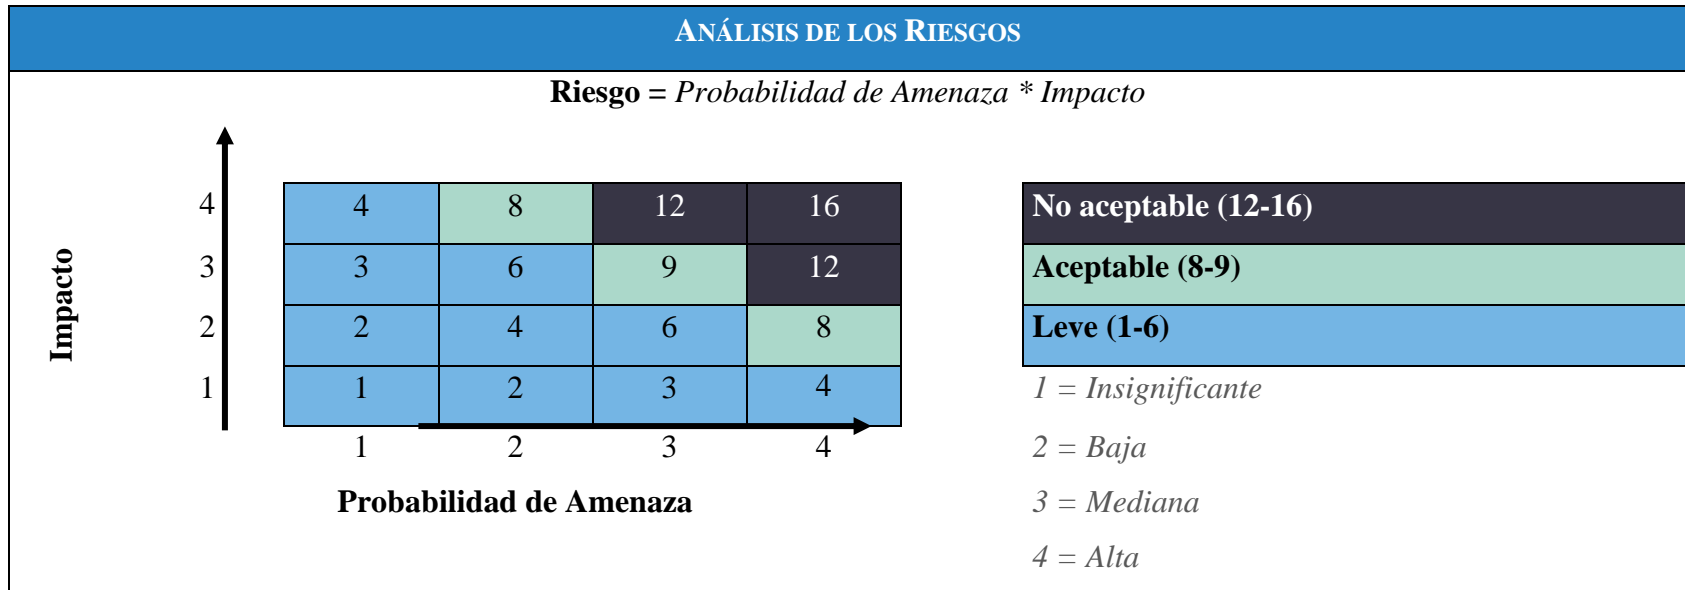 ANÁLISIS DE LOS RIESGOS
Riesgo = Probabilidad de Amenaza * Impacto
Impacto
4 4 8 12 16 No aceptable (12-16)
3 3 6 9 12 Aceptable (8-9)
2 2 4 6 8 Leve (1-6)
1 1 2 3 4 1 = Insignificante
1 2 3 4 2 = Baja
Probabilidad de Amenaza 3 = Mediana
4 = Alta